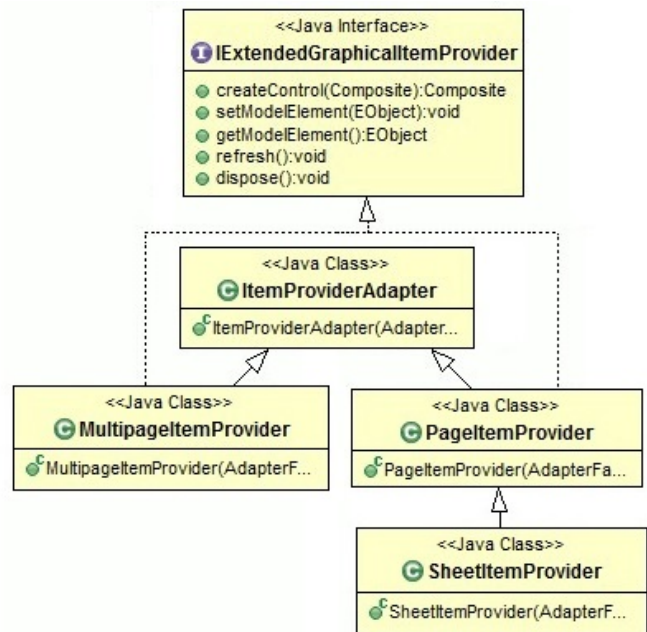 <<Java Interface>>
I IExtendedGraphicalItemProvider
createControl(Composite):Composite
setModelElement(EObject):void
getModelElement():EObject
refresh():void
dispose():void
<<Java Class>>
C ItemProviderAdapter
C ItemProviderAdapter(Adapter...
<<Java Class>>
C MultipageItemProvider
C MultipageItemProvider(AdapterF...
<<Java Class>>
C PageItemProvider
C PageItemProvider(AdapterFa...
<<Java Class>>
C SheetItemProvider
C SheetItemProvider(AdapterF...